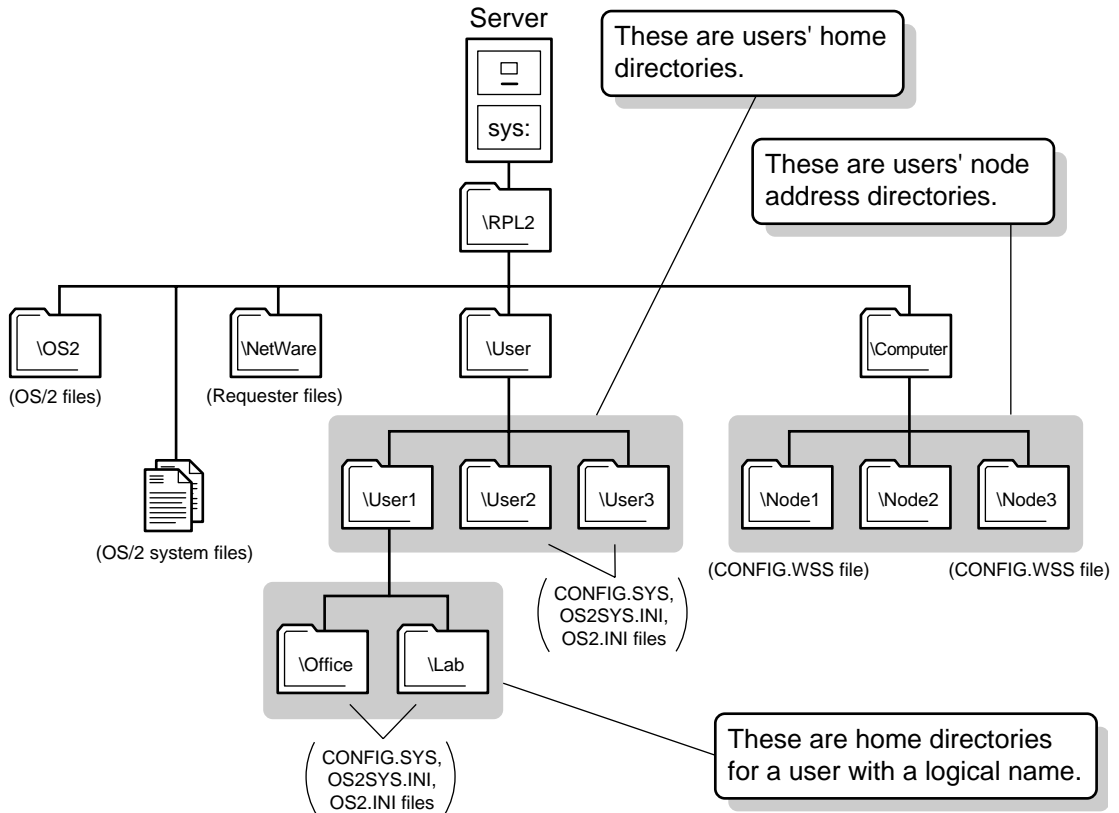 Server
These are users' home
directories.
sys:
These are users' node
address directories.
\RPL2
\OS2
\NetWare
\User
\Computer
(OS/2 files)
(Requester files)
\User1
\User2
\User3
\Node1
\Node2
\Node3
(OS/2 system files)
(CONFIG.WSS file)
(CONFIG.WSS file)
(CONFIG.SYS,
OS2SYS.INI,
OS2.INI files)
\Office
\Lab
These are home directories
for a user with a logical name.
(CONFIG.SYS,
OS2SYS.INI,
OS2.INI files)